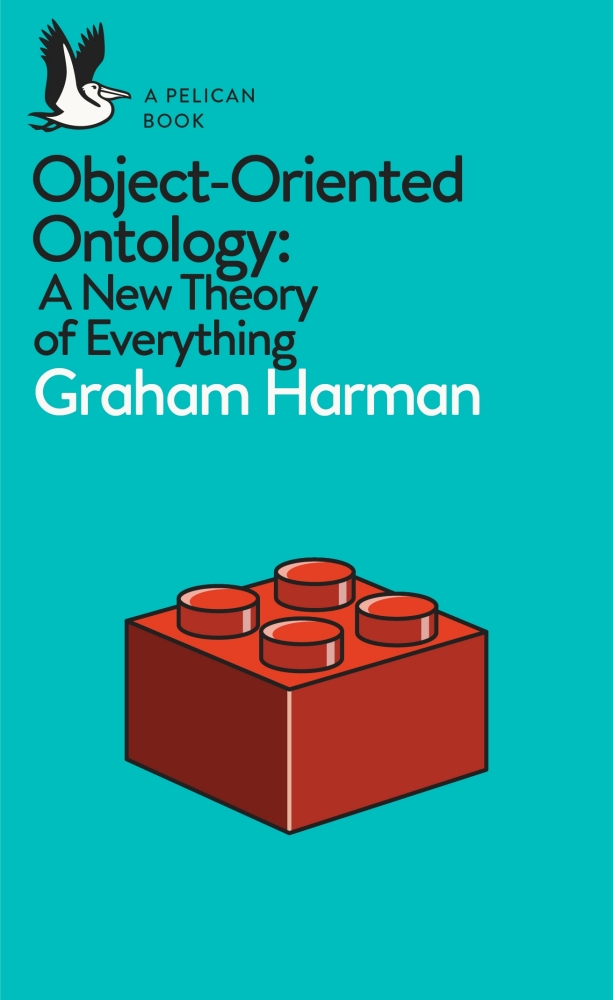 A PELICAN
BOOK
Object-Oriented
Ontology:
A New Theory
of Everything
Graham Harman